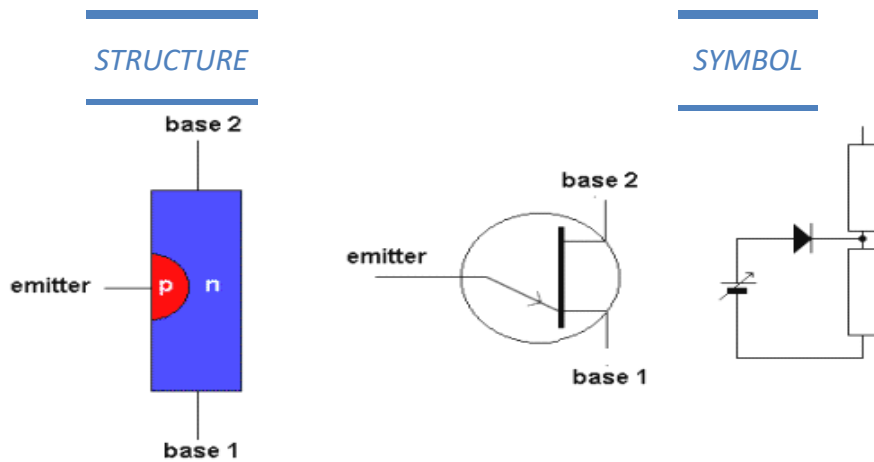 STRUCTURE
SYMBOL
base 2
emitter
p n
base 1
base 2
emitter
base 1